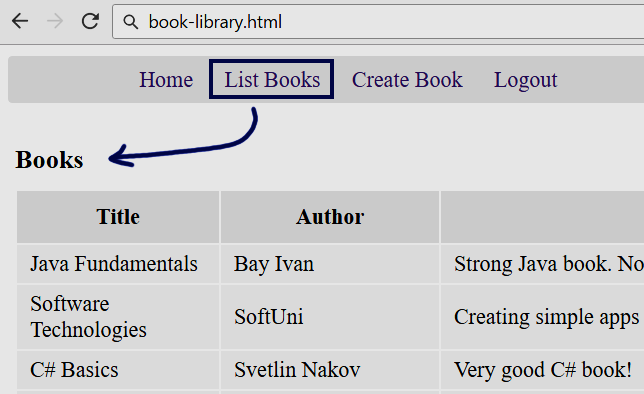 book-library.html
Home List Books Create Book Logout
Books
Title Author
Java Fundamentals Bay Ivan Strong Java book. No
Software
Technologies SoftUni Creating simple apps
C# Basics Svetlin Nakov Very good C# book!